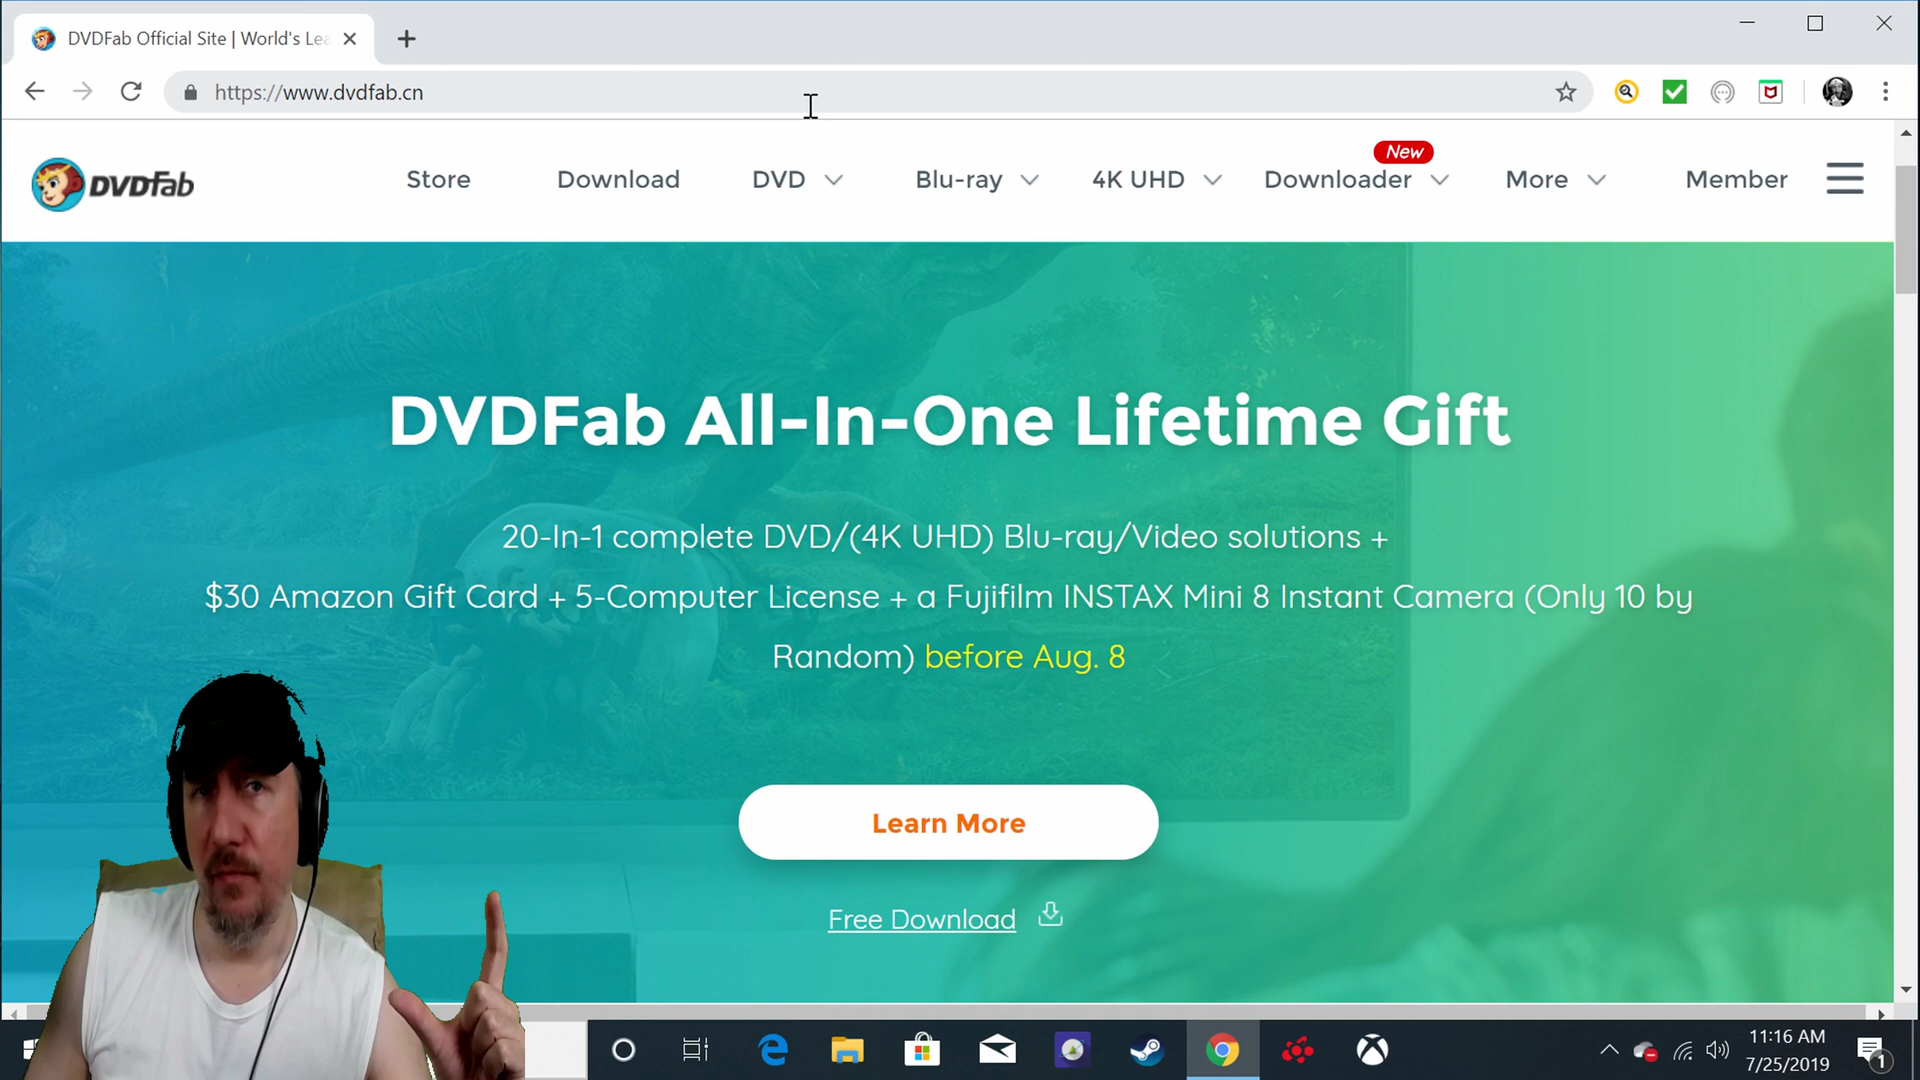 DVDFab Official Site | World's Lea
https://www.dvdfab.cn
DVDFab
Store
Download
DVD
Blu-ray
4K UHD
New
Downloader
More
Member
DVDFab All-In-One Lifetime Gift
20-In-1 complete DVD/(4K UHD) Blu-ray/Video solutions +
$30 Amazon Gift Card + 5-Computer License + a Fujifilm INSTAX Mini 8 Instant Camera (Only 10 by
Random) before Aug. 8
Learn More
Free Download
11:16 AM
7/25/2019
1